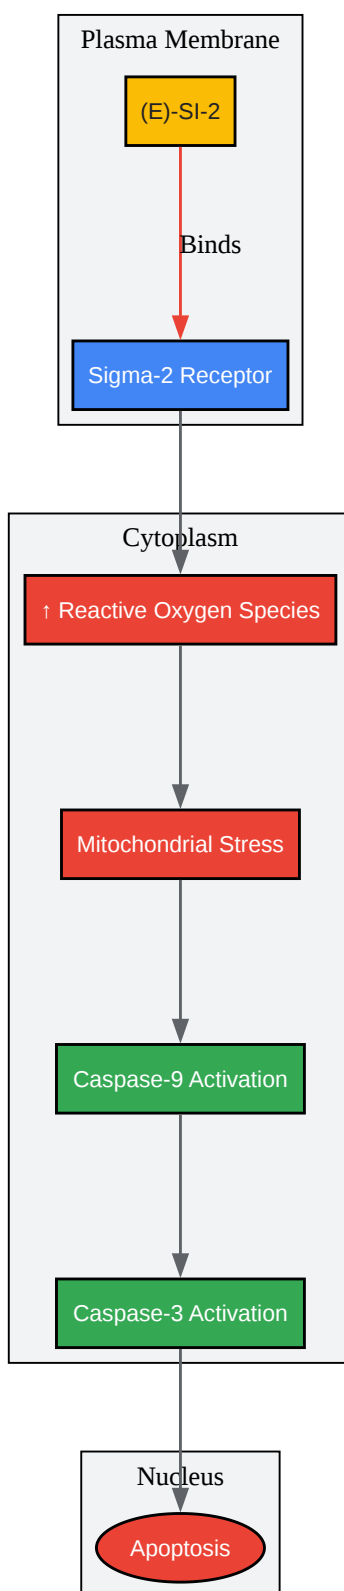 Plasma Membrane
(E)-SI-2
Binds
Sigma-2 Receptor
Cytoplasm
↑ Reactive Oxygen Species
Mitochondrial Stress
Caspase-9 Activation
Caspase-3 Activation
Nucleus
Apoptosis